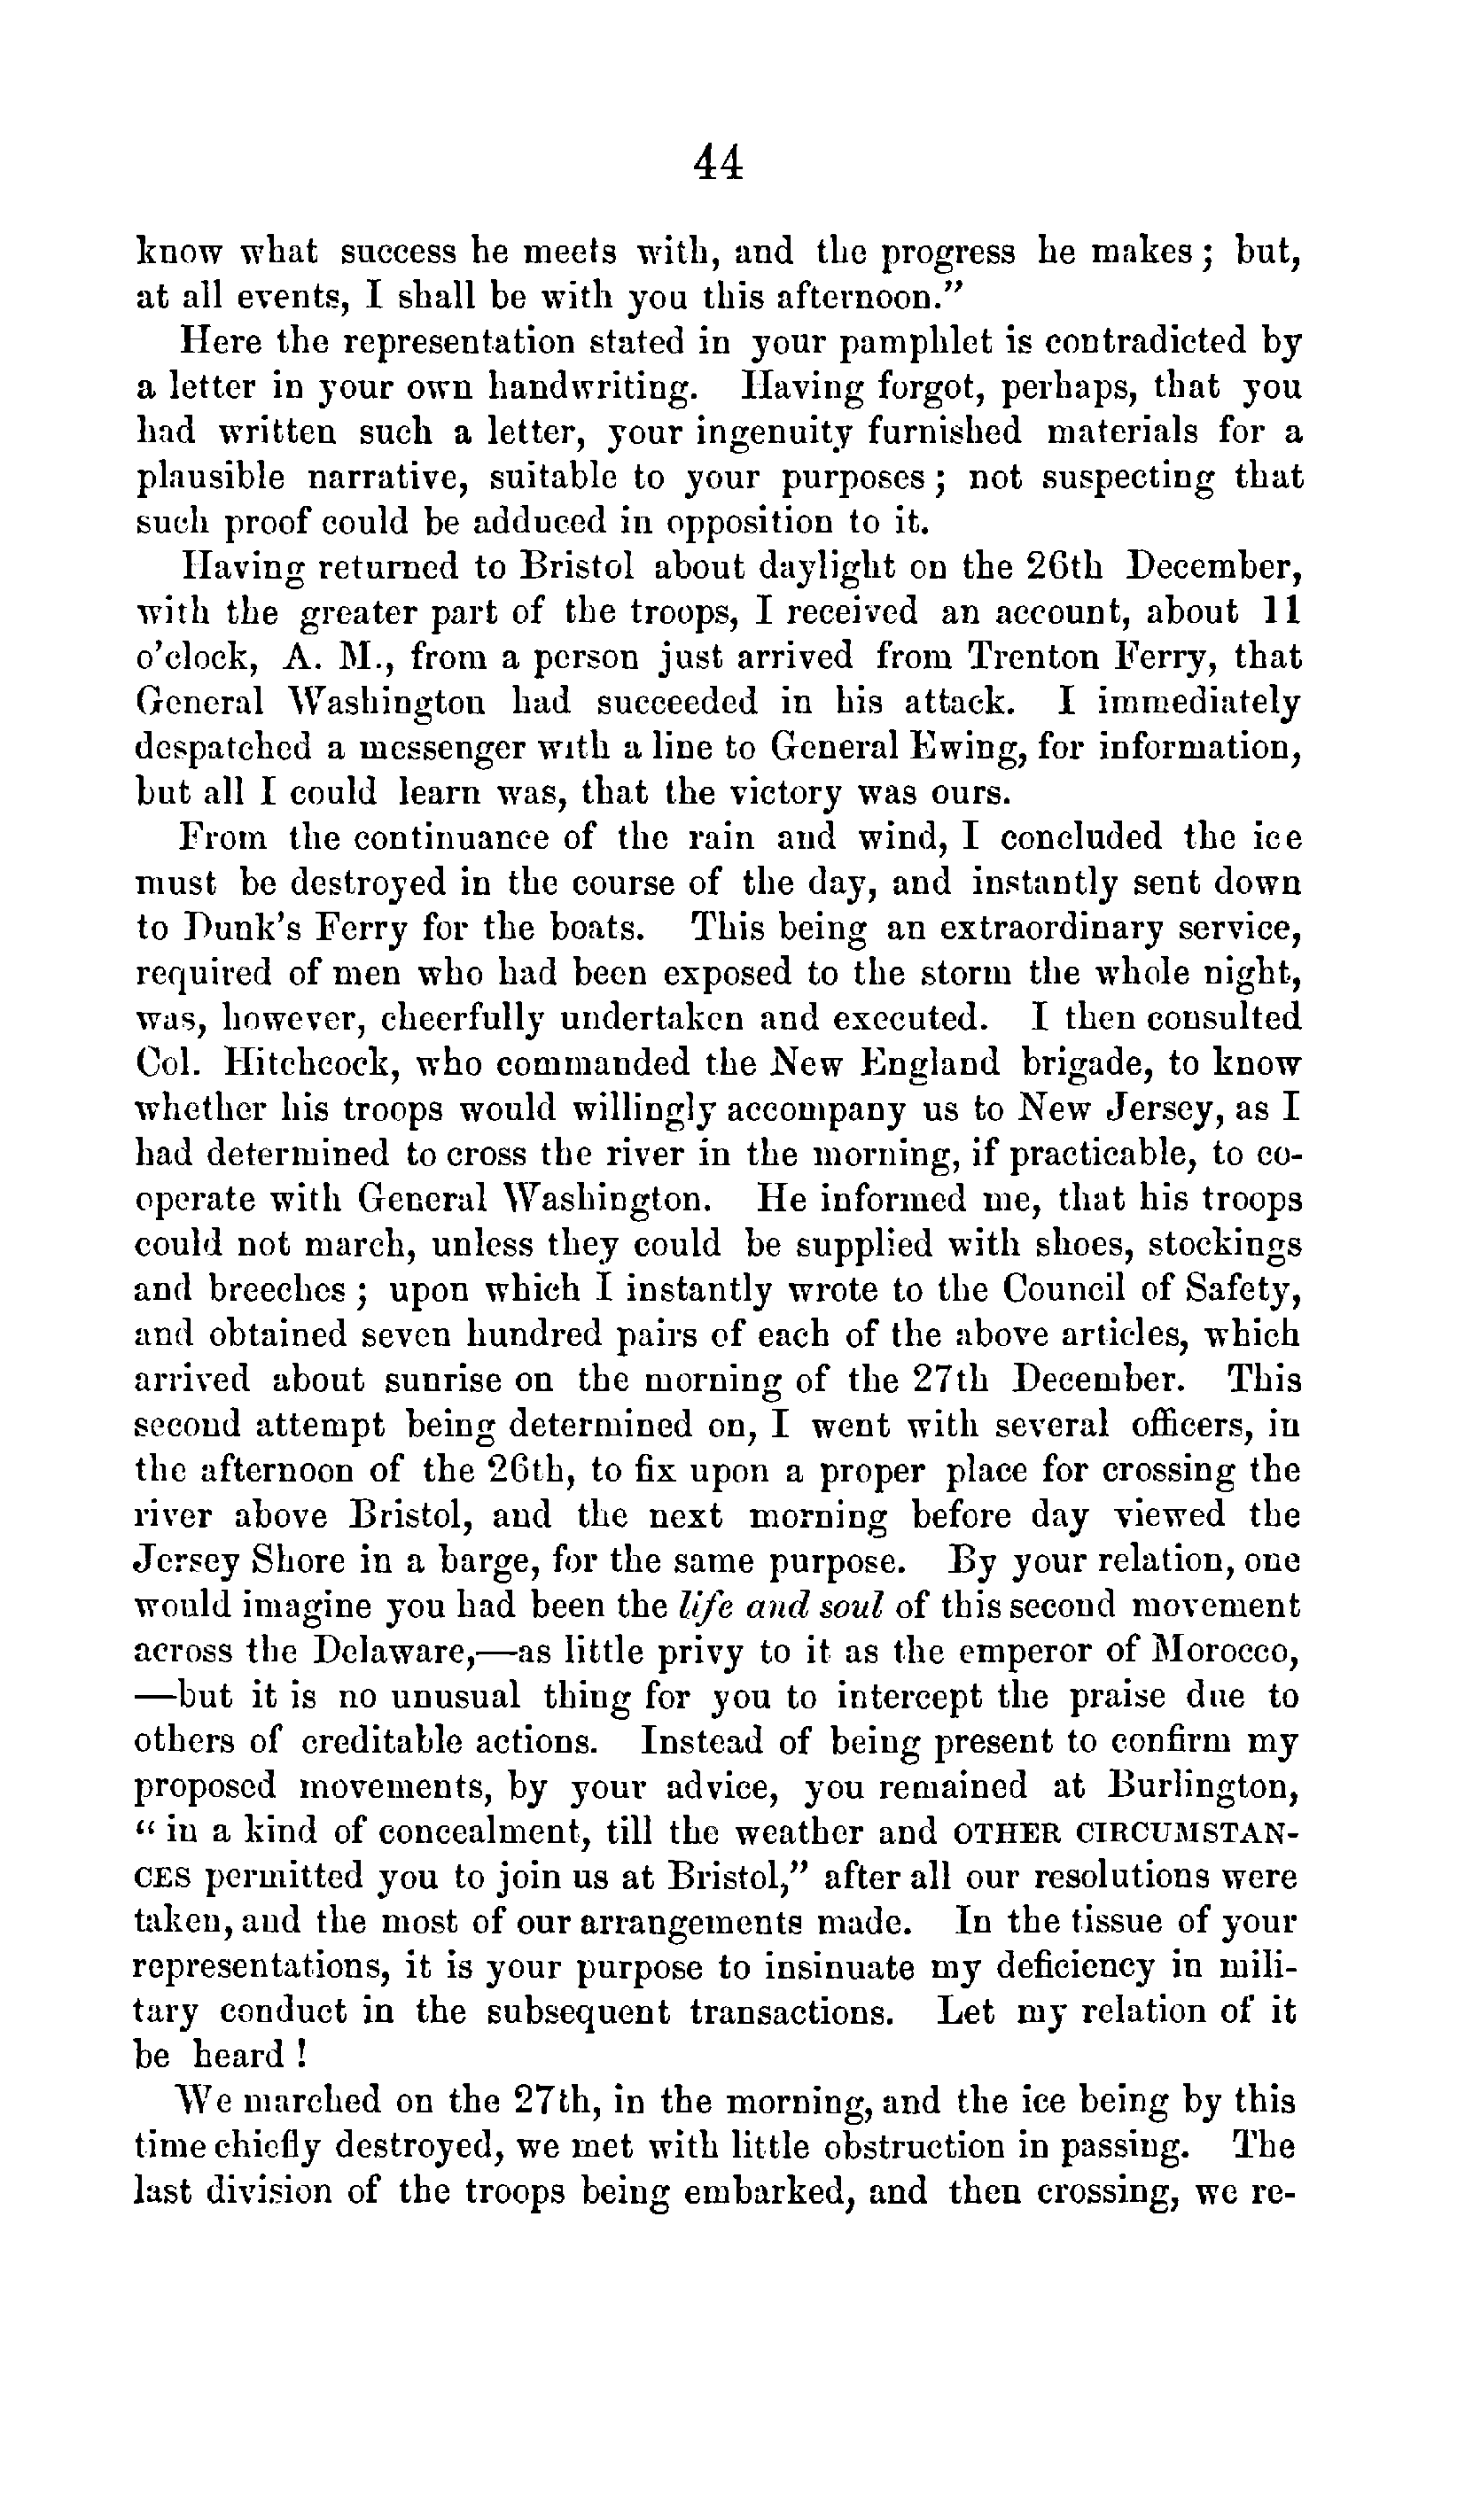 44
know what success he meets with, and the progress he makes; but,
at all events, I shall be with you this afternoon."
Here the representation stated in your pamphlet is contradicted by
a letter in your own handwriting. Having forgot, perhaps, that you
had written such a letter, your ingenuity furnished materials for a
plausible narrative, suitable to your purposes; not suspecting that
such proof could be adduced in opposition to it.
Having returned to Bristol about daylight on the 26th December,
with the greater part of the troops, I received an account, about 11
o'clock, A. M., from a person just arrived from Trenton Ferry, that
General Washington had succeeded in his attack. I immediately
despatched a messenger with a line to General Ewing, for information,
but all I could learn was, that the victory was ours.
From the continuance of the rain and wind, I concluded the ice
must be destroyed in the course of the day, and instantly sent down
to Dunk's Ferry for the boats. This being an extraordinary service,
required of men who had been exposed to the storm the whole night,
was, however, cheerfully undertaken and executed. I then consulted
Col. Hitchcock, who commanded the New England brigade, to know
whether his troops would willingly accompany us to New Jersey, as I
had determined to cross the river in the morning, if practicable, to co-
operate with General Washington. He informed me, that his troops
could not march, unless they could be supplied with shoes, stockings
and breeches; upon which I instantly wrote to the Council of Safety,
and obtained seven hundred pairs of each of the above articles, which
arrived about sunrise on the morning of the 27th December. This
second attempt being determined on, I went with several officers, in
the afternoon of the 26th, to fix upon a proper place for crossing the
river above Bristol, and the next morning before day viewed the
Jersey Shore in a barge, for the same purpose. By your relation, one
would imagine you had been the life and soul of this second movement
across the Delaware,—as little privy to it as the emperor of Morocco,
—but it is no unusual thing for you to intercept the praise due to
others of creditable actions. Instead of being present to confirm my
proposed movements, by your advice, you remained at Burlington,
"in a kind of concealment, till the weather and OTHER CIRCUMSTAN-
CES permitted you to join us at Bristol," after all our resolutions were
taken, and the most of our arrangements made. In the tissue of your
representations, it is your purpose to insinuate my deficiency in mili-
tary conduct in the subsequent transactions. Let my relation of it
be heard!
We marched on the 27th, in the morning, and the ice being by this
time chiefly destroyed, we met with little obstruction in passing. The
last division of the troops being embarked, and then crossing, we re-